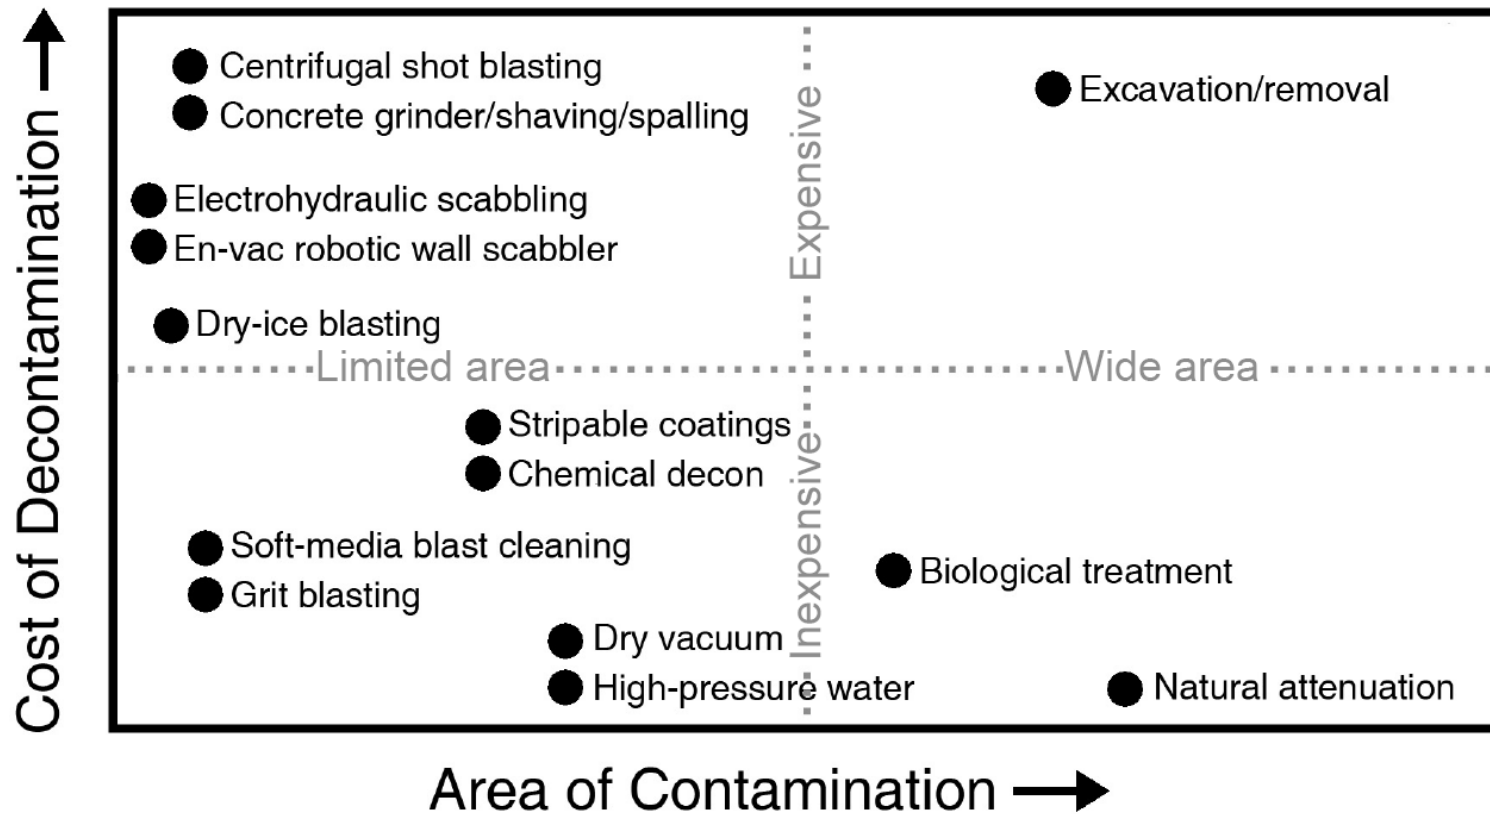 Cost of Decontamination
Centrifugal shot blasting
Concrete grinder/shaving/spalling
Electrohydraulic scabbling
En-vac robotic wall scabbler
Dry-ice blasting
Expensive
Excavation/removal
Limited area
Wide area
Stripable coatings
Chemical decon
Soft-media blast cleaning
Grit blasting
Dry vacuum
High-pressure water
Inexpensive
Biological treatment
Natural attenuation
Area of Contamination